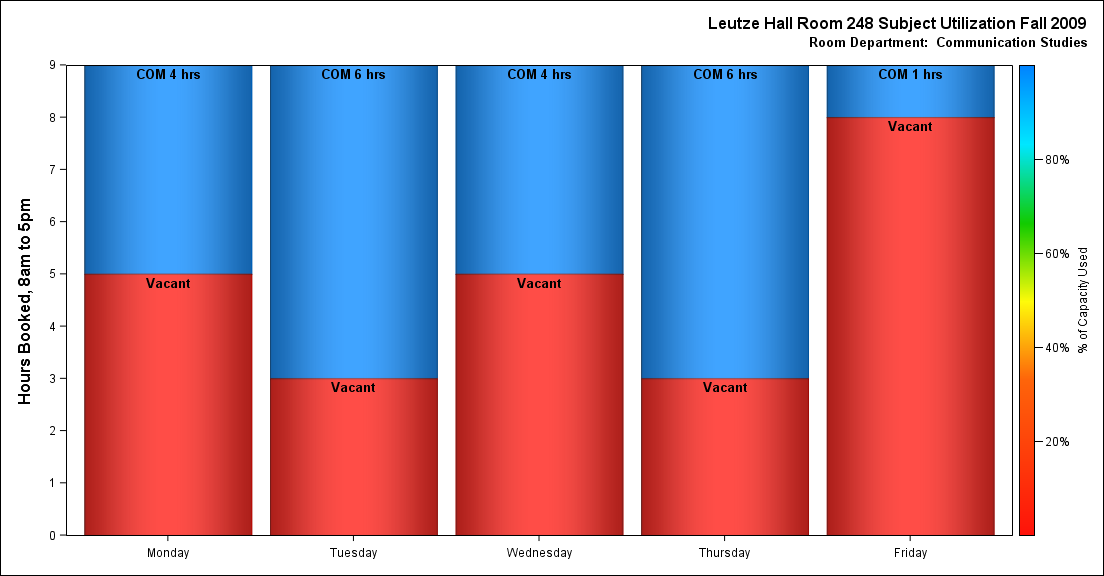 Leutze Hall Room 248 Subject Utilization Fall 2009
Room Department:  Communication Studies
Hours Booked, 8am to 5pm
9
8
7
6
5
4
3
2
1
0
COM 4 hrs
Vacant
COM 6 hrs
Vacant
COM 4 hrs
Vacant
COM 6 hrs
Vacant
COM 1 hrs
Vacant
Monday
Tuesday
Wednesday
Thursday
Friday
80%
60%
40%
20%
% of Capacity Used